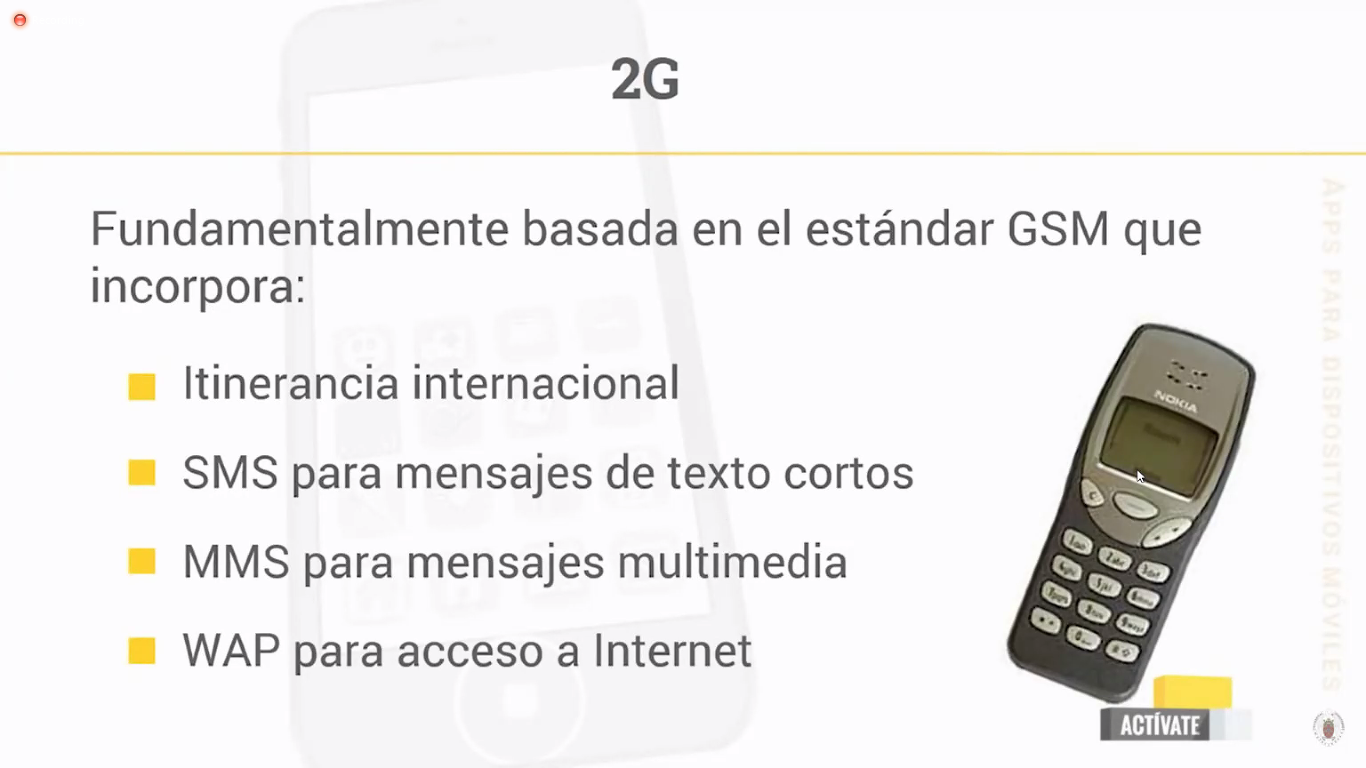 2G
Fundamentalmente basada en el estándar GSM que
incorpora:
Itinerancia internacional
SMS para mensajes de texto cortos
MMS para mensajes multimedia
WAP para acceso a Internet
NOKIA
APPS PARA DISPOSITIVOS MÓVILES
ACTÍVATE